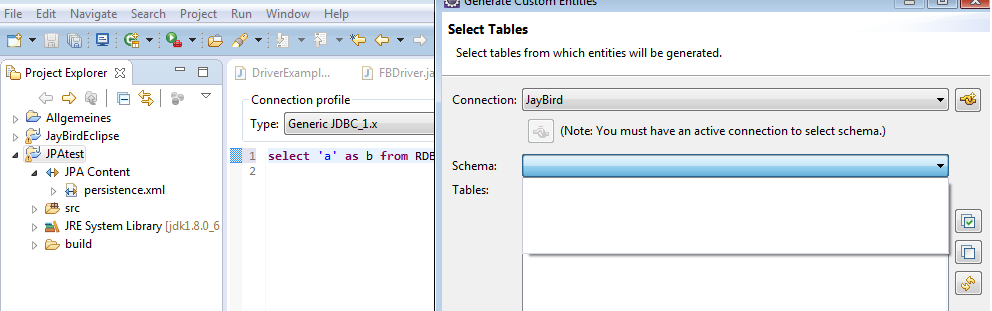 File Edit Navigate Search Project Run Window Help
Project Explorer
Allgemeines
JayBirdEclipse
JPAtest
JPA Content
persistence.xml
src
JRE System Library [jdk1.8.0_6
build
DriverExampl... FBDriver.ja
Connection profile
Type: Generic JDBC_1.x
1 select 'a' as b from RDB
2
Generate Custom Entities
Select Tables
Select tables from which entities will be generated.
Connection: JayBird
(Note: You must have an active connection to select schema.)
Schema:
Tables: